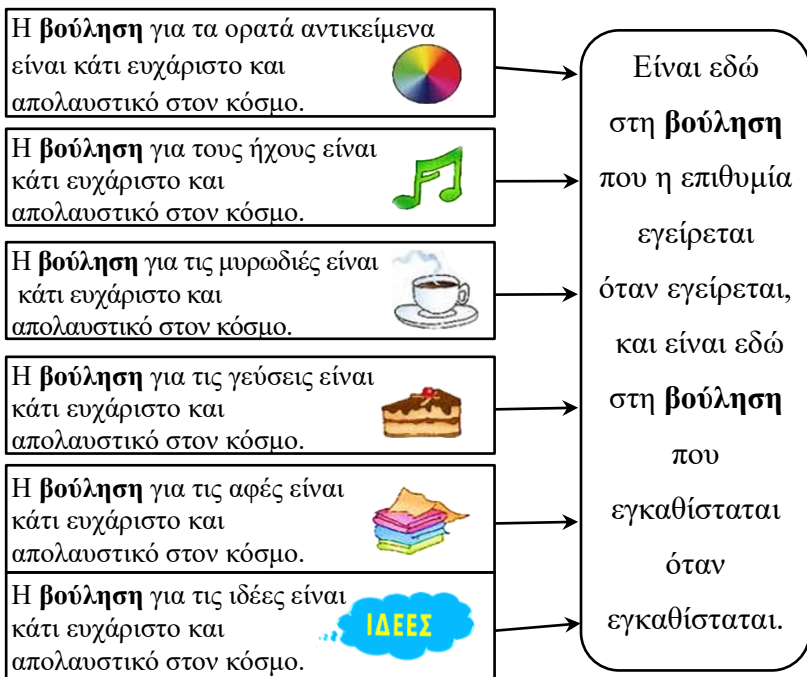 Η βούληση για τα ορατά αντικείμενα
είναι κάτι ευχάριστο και
απολαυστικό στον κόσμο.
Η βούληση για τους ήχους είναι
κάτι ευχάριστο και
απολαυστικό στον κόσμο.
Η βούληση για τις μυρωδιές είναι
κάτι ευχάριστο και
απολαυστικό στον κόσμο.
Η βούληση για τις γεύσεις είναι
κάτι ευχάριστο και
απολαυστικό στον κόσμο.
Η βούληση για τις αφές είναι
κάτι ευχάριστο και
απολαυστικό στον κόσμο.
Η βούληση για τις ιδέες είναι
κάτι ευχάριστο και
απολαυστικό στον κόσμο.
ΙΔΕΕΣ
Είναι εδώ
στη βούληση
που η επιθυμία
εγείρεται
όταν εγείρεται,
και είναι εδώ
στη βούληση
που
εγκαθίσταται
όταν
εγκαθίσταται.